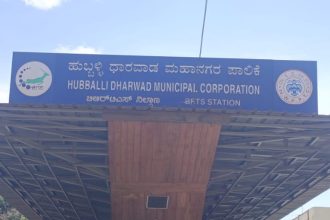 ಹುಬ್ಬಳ್ಳಿ ಧಾರವಾಡ ಮಹಾನಗರ ಪಾಲಿಕೆ
HUBBALLI DHARWAD MUNICIPAL CORPORATION
ಬಿಆರ್‌ಟಿಎಸ್ ನಿಲ್ದಾಣ -BRTS STATION